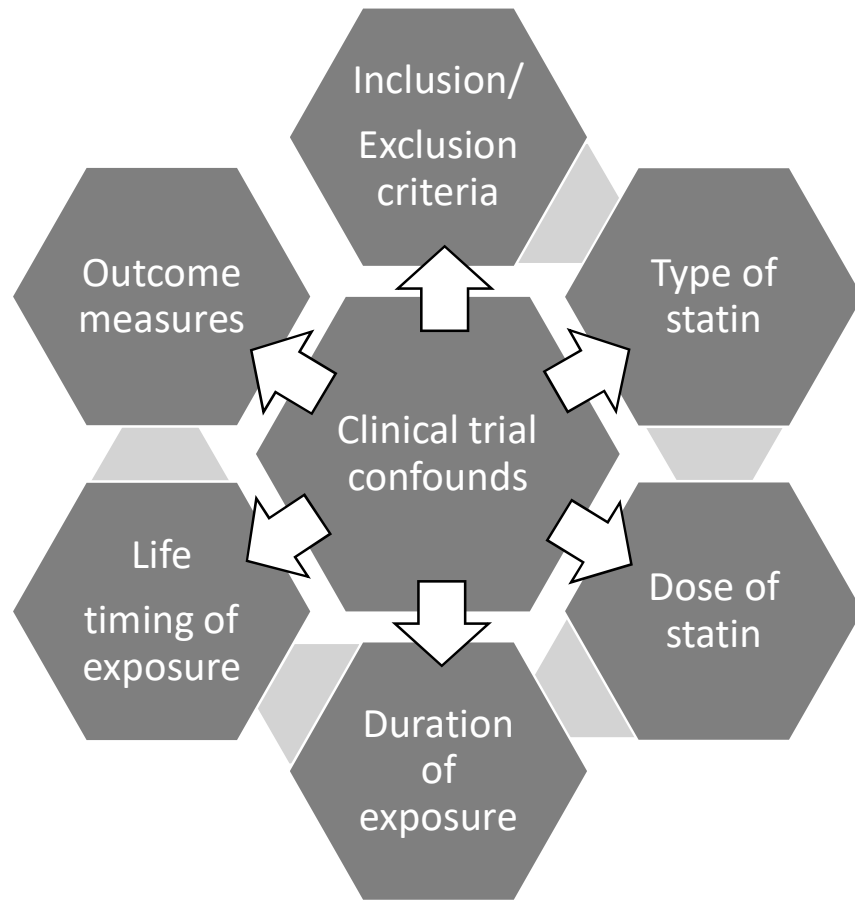 Inclusion/
Exclusion
criteria
Outcome
measures
Type of
statin
Clinical trial
confounds
Life
timing of
exposure
Dose of
statin
Duration
of
exposure